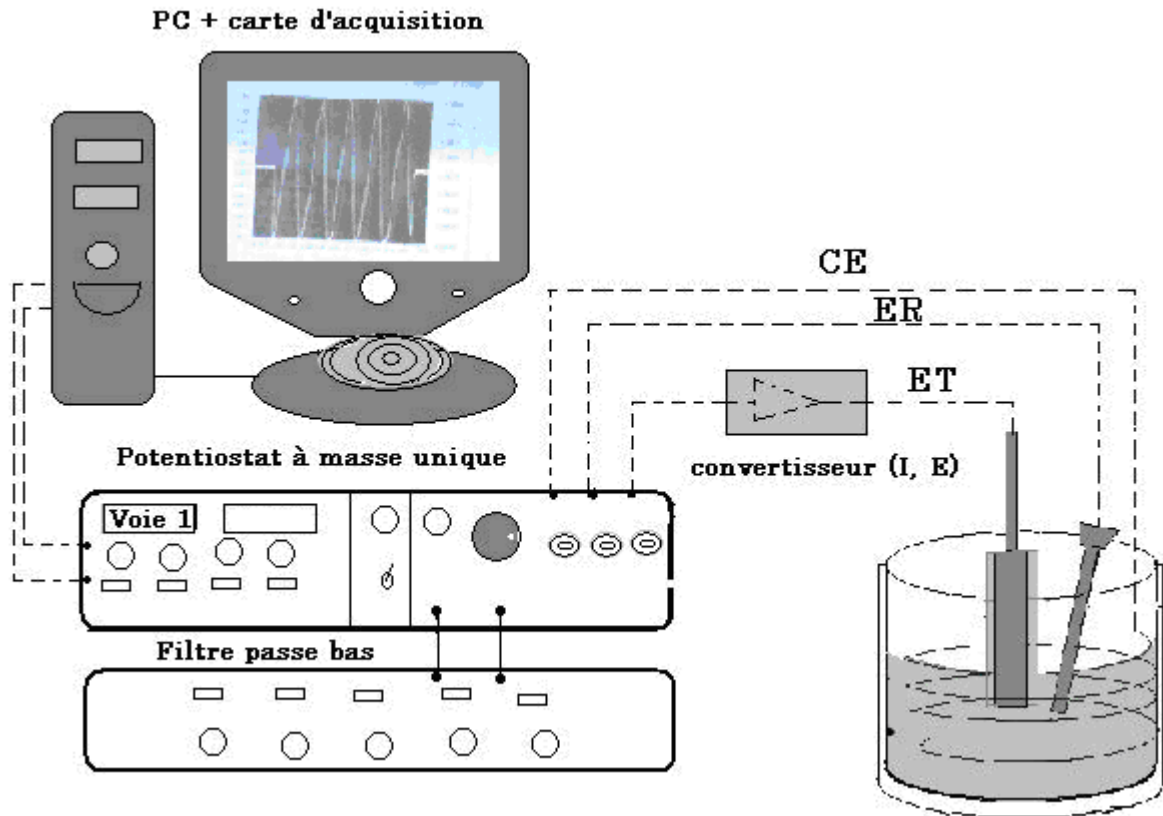 PC + carte d'acquisition
CE
ER
ET
Potentiostat à masse unique
convertisseur (I, E)
Voie 1
Filtre passe bas